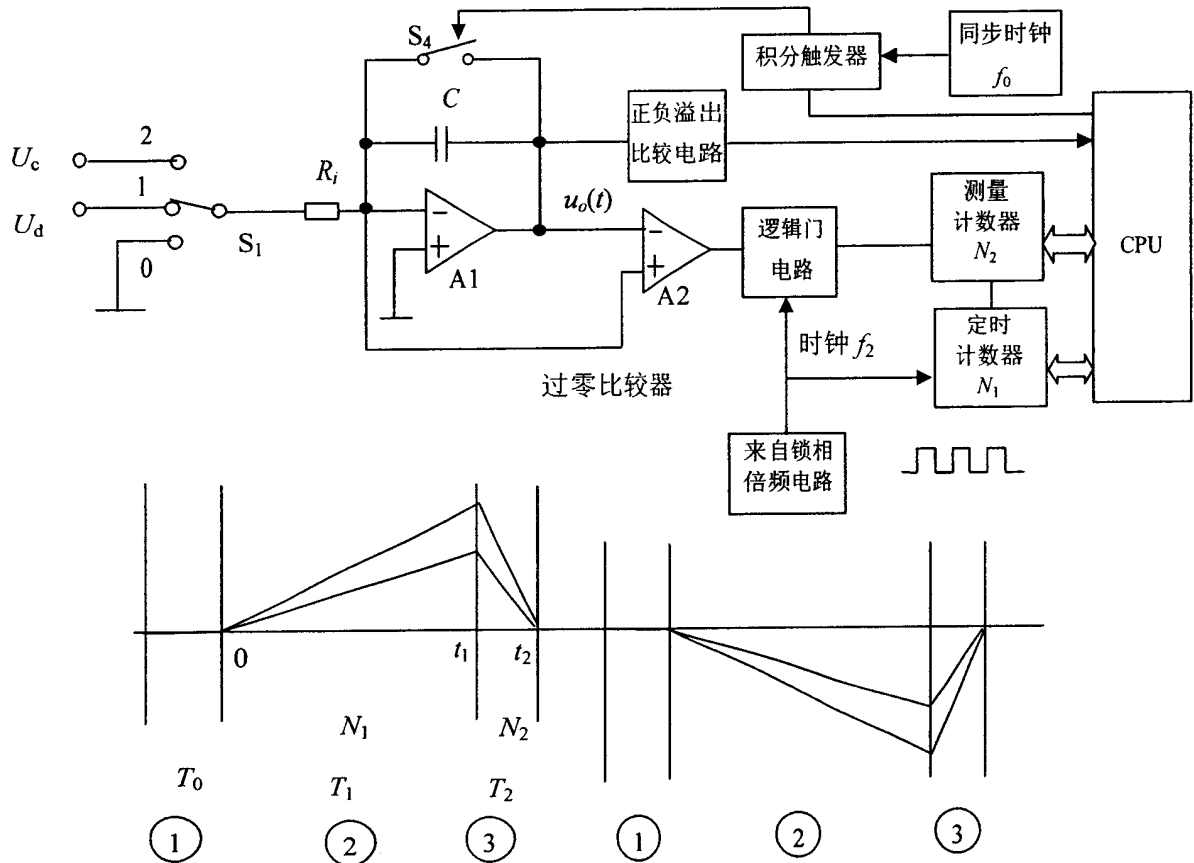 S4
积分触发器
同步时钟
f0
C
正负溢出
比较电路
CPU
Uc
2
Ri
测量
计数器
N2
1
uo(t)
Ud
S1
−
+
A1
−
+
A2
逻辑门
电路
0
时钟 f2
定时
计数器
N1
过零比较器
来自锁相
倍频电路
0
t1
t2
N1
N2
T0
T1
T2
1
2
3
1
2
3